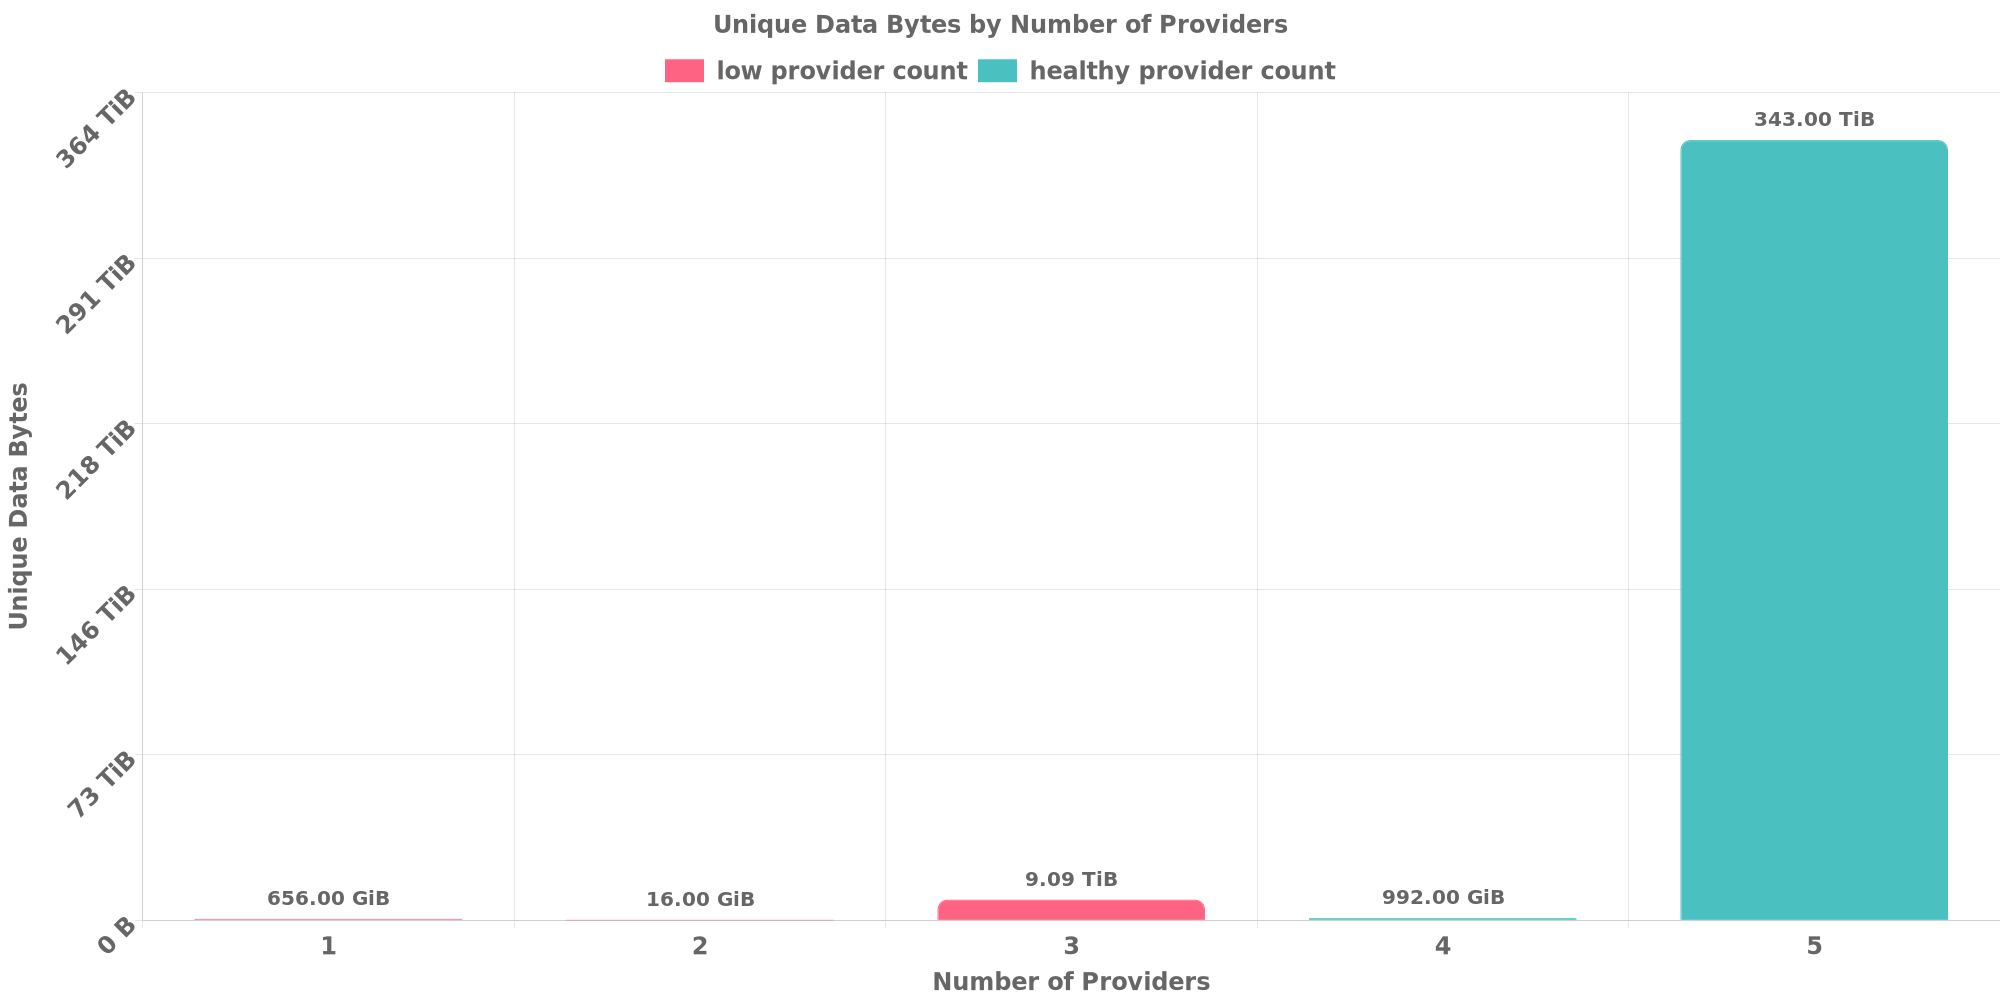 Unique Data Bytes by Number of Providers
low provider count
healthy provider count
364 TiB
291 TiB
218 TiB
146 TiB
73 TiB
0 B
Unique Data Bytes
656.00 GiB
16.00 GiB
9.09 TiB
992.00 GiB
343.00 TiB
1
2
3
4
5
Number of Providers